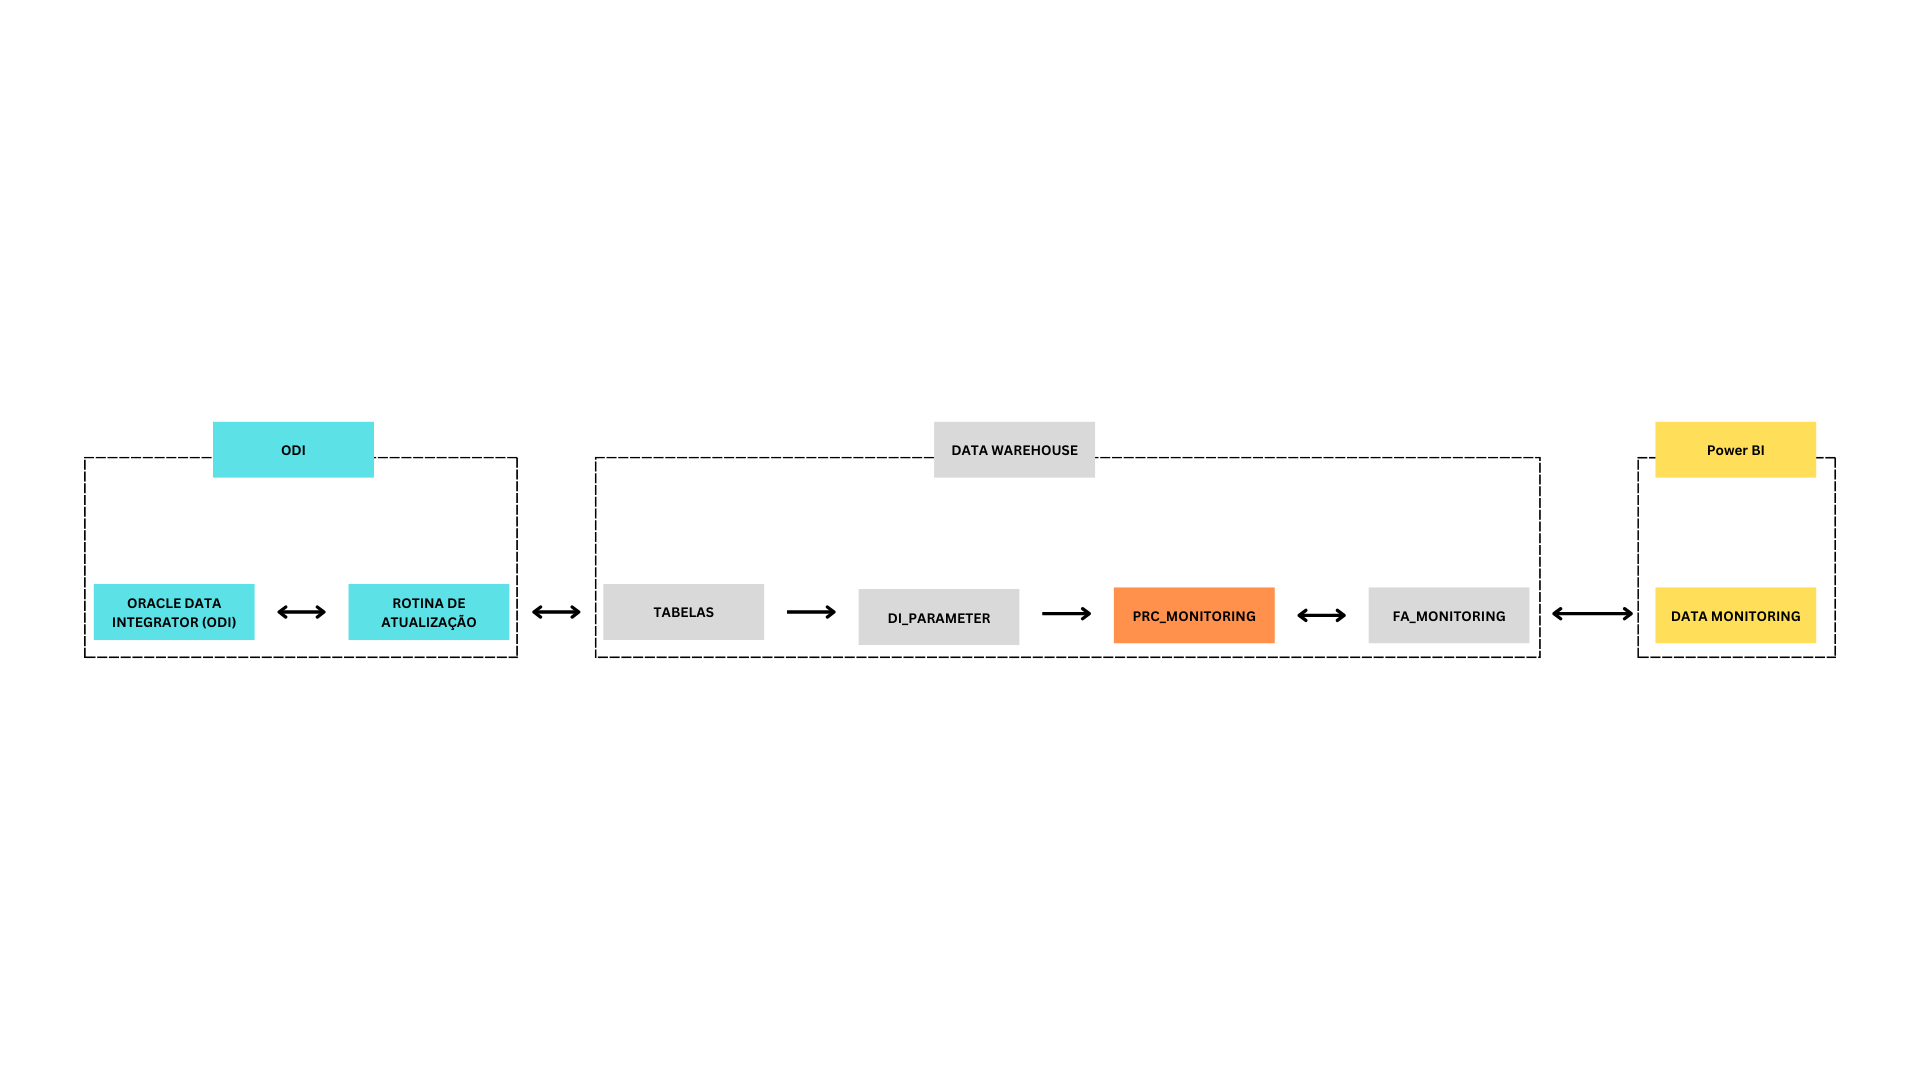 ODI
DATA WAREHOUSE
Power BI
ORACLE DATA
INTEGRATOR (ODI)
ROTINA DE
ATUALIZAÇÃO
TABELAS
DI_PARAMETER
PRC_MONITORING
FA_MONITORING
DATA MONITORING